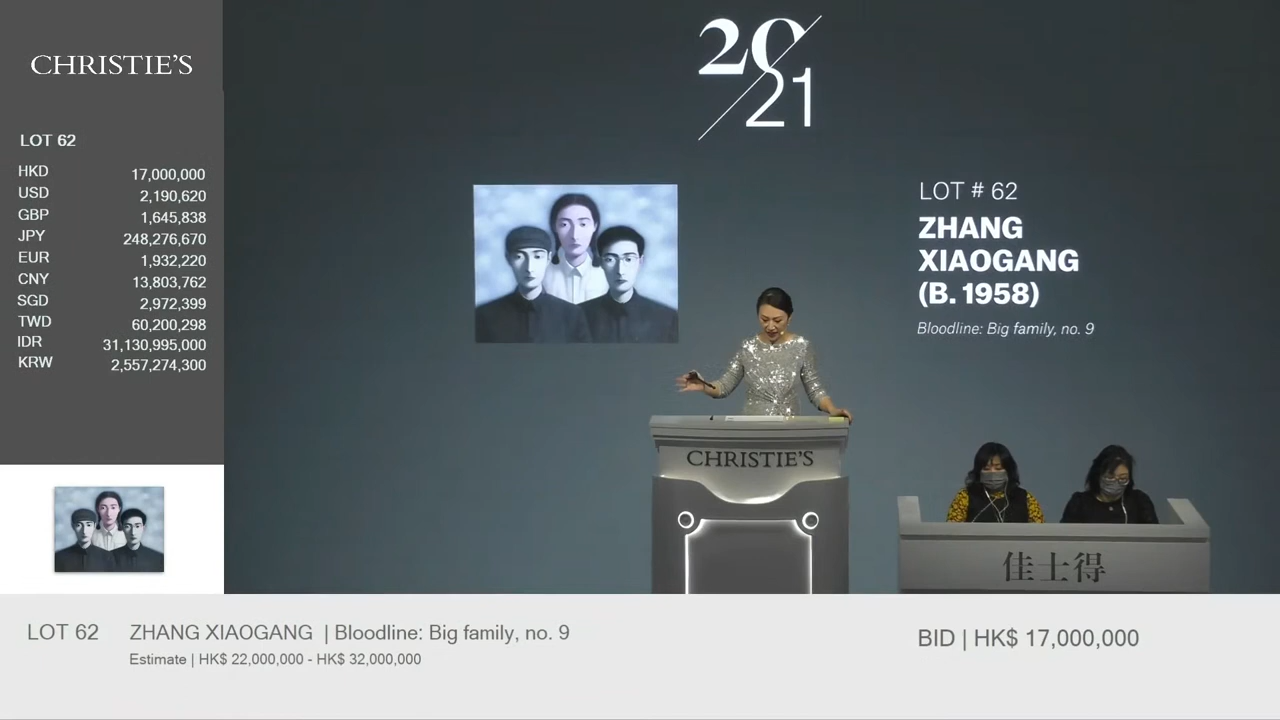 CHRISTIE'S
LOT 62
HKD 17,000,000
USD 2,190,620
GBP 1,645,838
JPY 248,276,670
EUR 1,932,220
CNY 13,803,762
SGD 2,972,399
TWD 60,200,298
IDR 31,130,995,000
KRW 2,557,274,300
20/21
LOT # 62
ZHANG
XIAOGANG
(B. 1958)
Bloodline: Big family, no. 9
CHRISTIE'S
佳士得
LOT 62 ZHANG XIAOGANG | Bloodline: Big family, no. 9
Estimate | HK$ 22,000,000 - HK$ 32,000,000
BID | HK$ 17,000,000